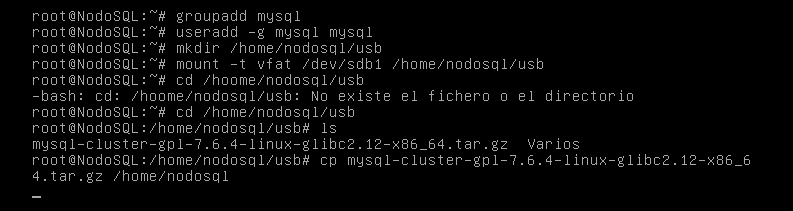 root@NodoSQL:~# groupadd mysql
root@NodoSQL:~# useradd -g mysql mysql
root@NodoSQL:~# mkdir /home/nodosql/usb
root@NodoSQL:~# mount -t vfat /dev/sdb1 /home/nodosql/usb
root@NodoSQL:~# cd /hoome/nodosql/usb
-bash: cd: /hoome/nodosql/usb: No existe el fichero o el directorio
root@NodoSQL:~# cd /home/nodosql/usb
root@NodoSQL:/home/nodosql/usb# ls
mysql-cluster-gpl-7.6.4-linux-glibc2.12-x86_64.tar.gz  Varios
root@NodoSQL:/home/nodosql/usb# cp mysql-cluster-gpl-7.6.4-linux-glibc2.12-x86_6
4.tar.gz /home/nodosql
_